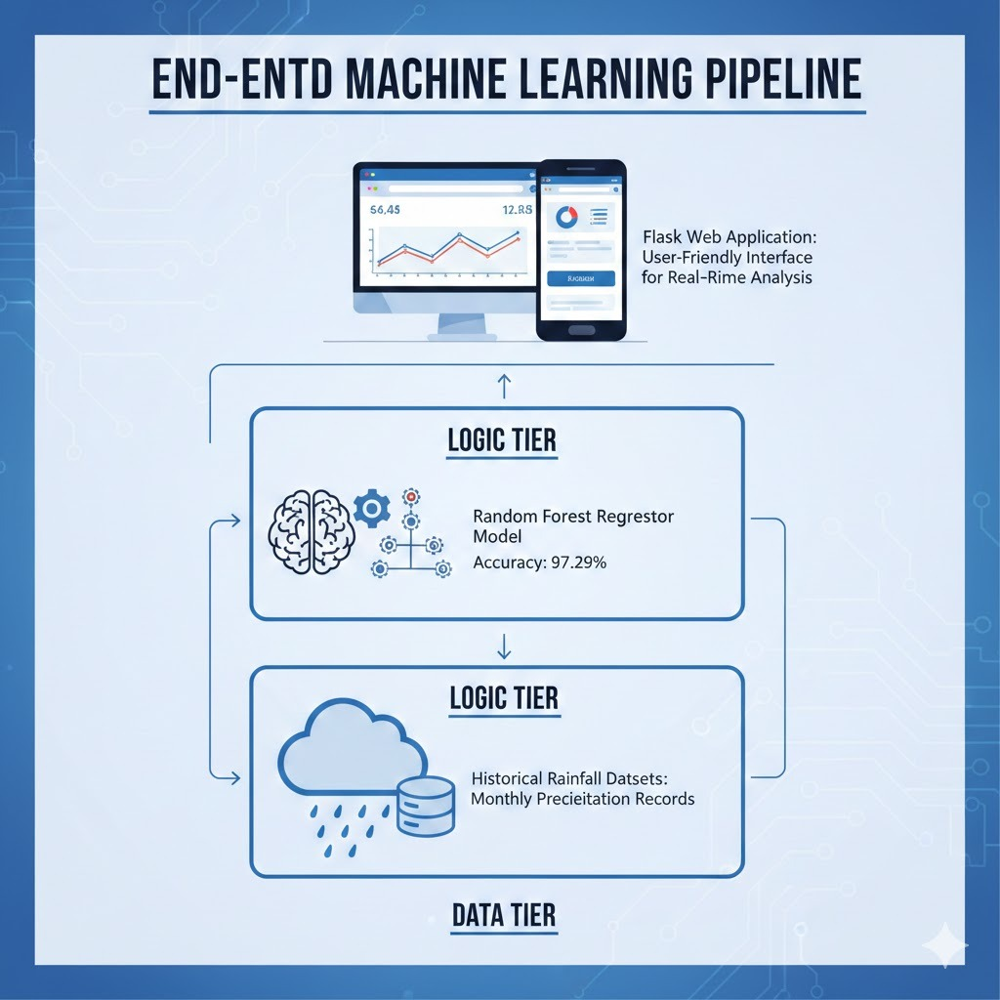 END-ENTD MACHINE LEARNING PIPELINE
56.45 12.85
Flask Web Application:
User-Friendly Interface
for Real-Rime Analysis
LOGIC TIER
Random Forest Regrestor
Model
Accuracy: 97.29%
LOGIC TIER
Historical Rainfall Datsets:
Monthly Precieitation Records
DATA TIER